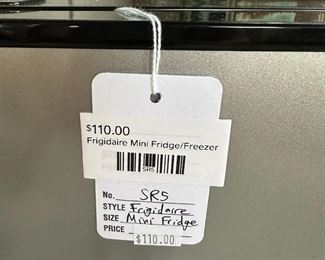 $110.00
Frigidaire Mini Fridge/Freezer
SR5
No. SR5
STYLE Frigidaire
SIZE Mini Fridge
PRICE
$110.00